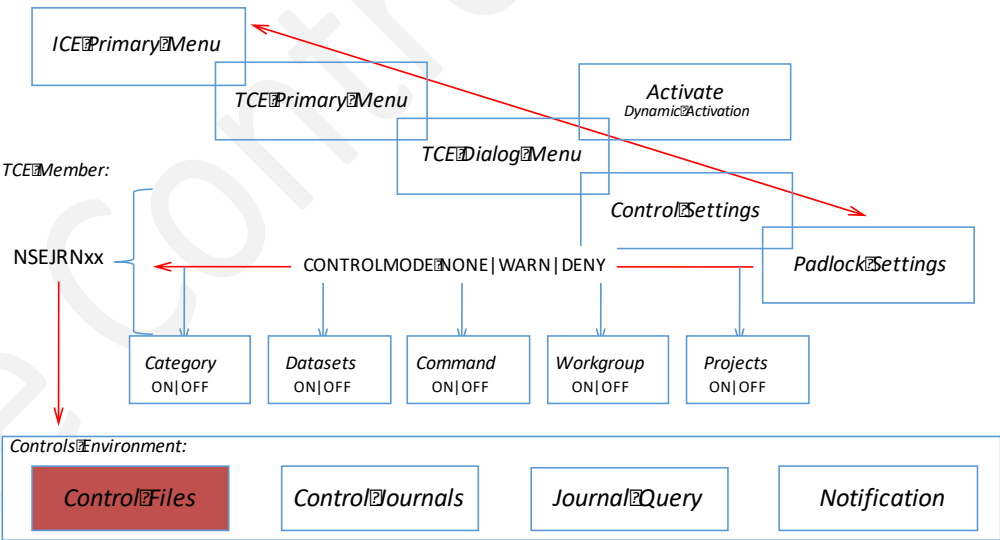 ICE⍰Primary⍰Menu
TCE⍰Primary⍰Menu
Activate
Dynamic⍰Activation
TCE⍰Dialog⍰Menu
TCE⍰Member:
Control⍰Settings
NSEJRNxx
CONTROLMODE⍰NONE|WARN|DENY
Padlock⍰Settings
Category
ON|OFF
Datasets
ON|OFF
Command
ON|OFF
Workgroup
ON|OFF
Projects
ON|OFF
Controls⍰Environment:
Control⍰Files
Control⍰Journals
Journal⍰Query
Notification